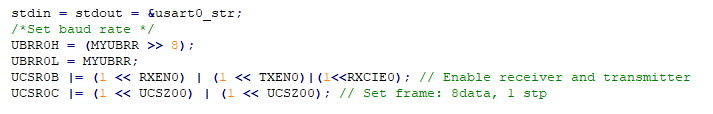 stdin = stdout = &usart0_str;
/*Set baud rate */
UBRR0H = (MYUBRR >> 8);
UBRR0L = MYUBRR;
UCSR0B |= (1 << RXEN0) | (1 << TXEN0)|(1<<RXCIE0); // Enable receiver and transmitter
UCSR0C |= (1 << UCSZ00) | (1 << UCSZ00); // Set frame: 8data, 1 stp